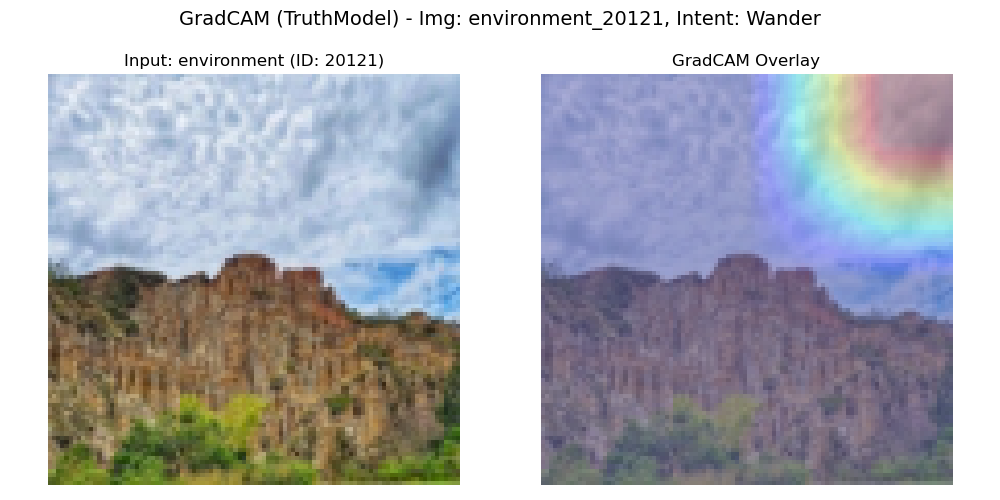 GradCAM (TruthModel) - Img: environment_20121, Intent: Wander
Input: environment (ID: 20121)
GradCAM Overlay